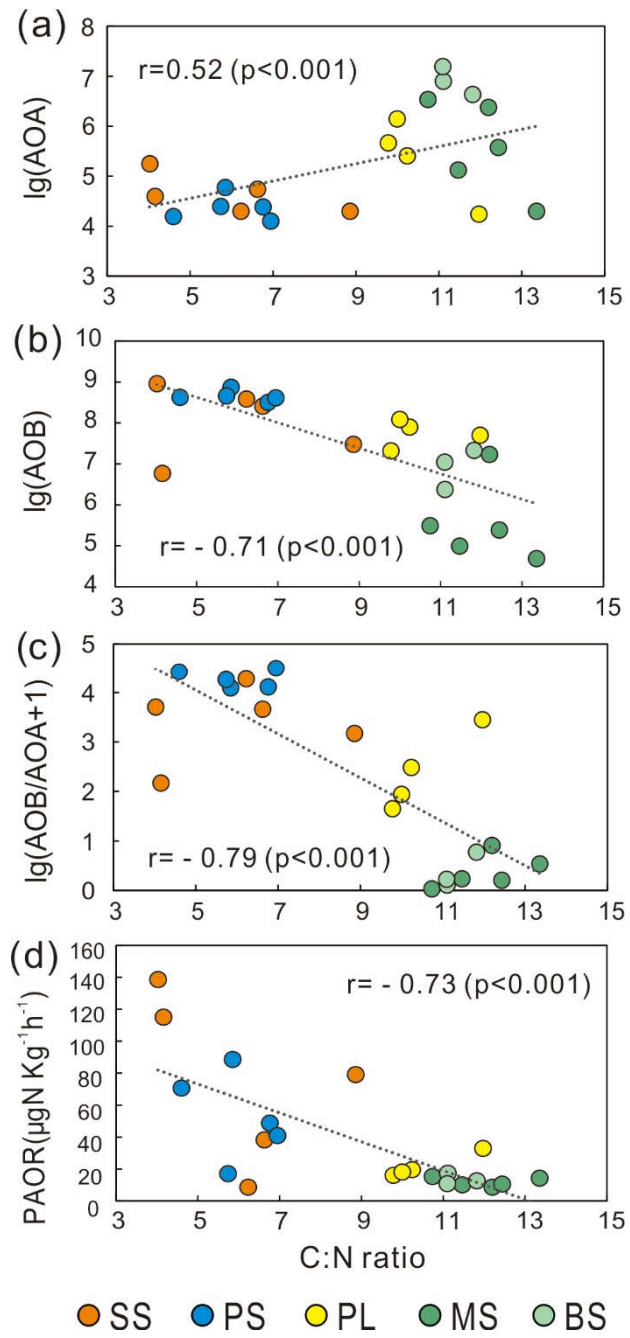 (a)
8
7
6
5
4
3
lg(AOA)
r=0.52 (p<0.001)
3 5 7 9 11 13 15
(b)
10
9
8
7
6
5
4
lg(AOB)
r= - 0.71 (p<0.001)
3 5 7 9 11 13 15
(c)
5
4
3
2
1
0
lg(AOB/AOA+1)
r= - 0.79 (p<0.001)
3 5 7 9 11 13 15
(d)
160
140
120
100
80
60
40
20
0
PAOR(μgN Kg⁻¹h⁻¹)
r= - 0.73 (p<0.001)
3 5 7 9 11 13 15
C:N ratio
SS PS PL MS BS